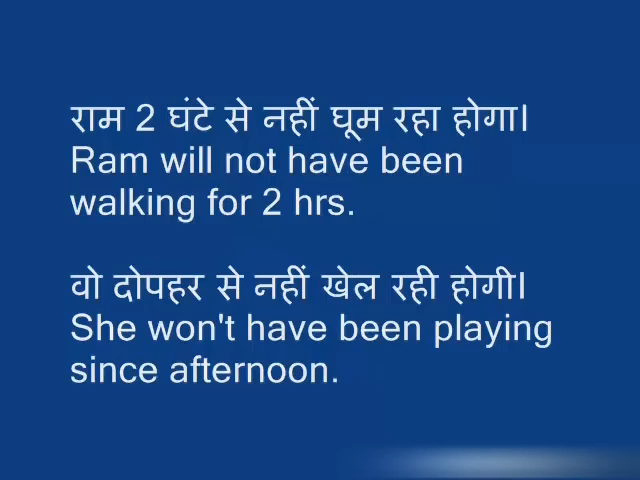 राम 2 घंटे से नहीं घूम रहा होगा।
Ram will not have been
walking for 2 hrs.
वो दोपहर से नहीं खेल रही होगी।
She won't have been playing
since afternoon.